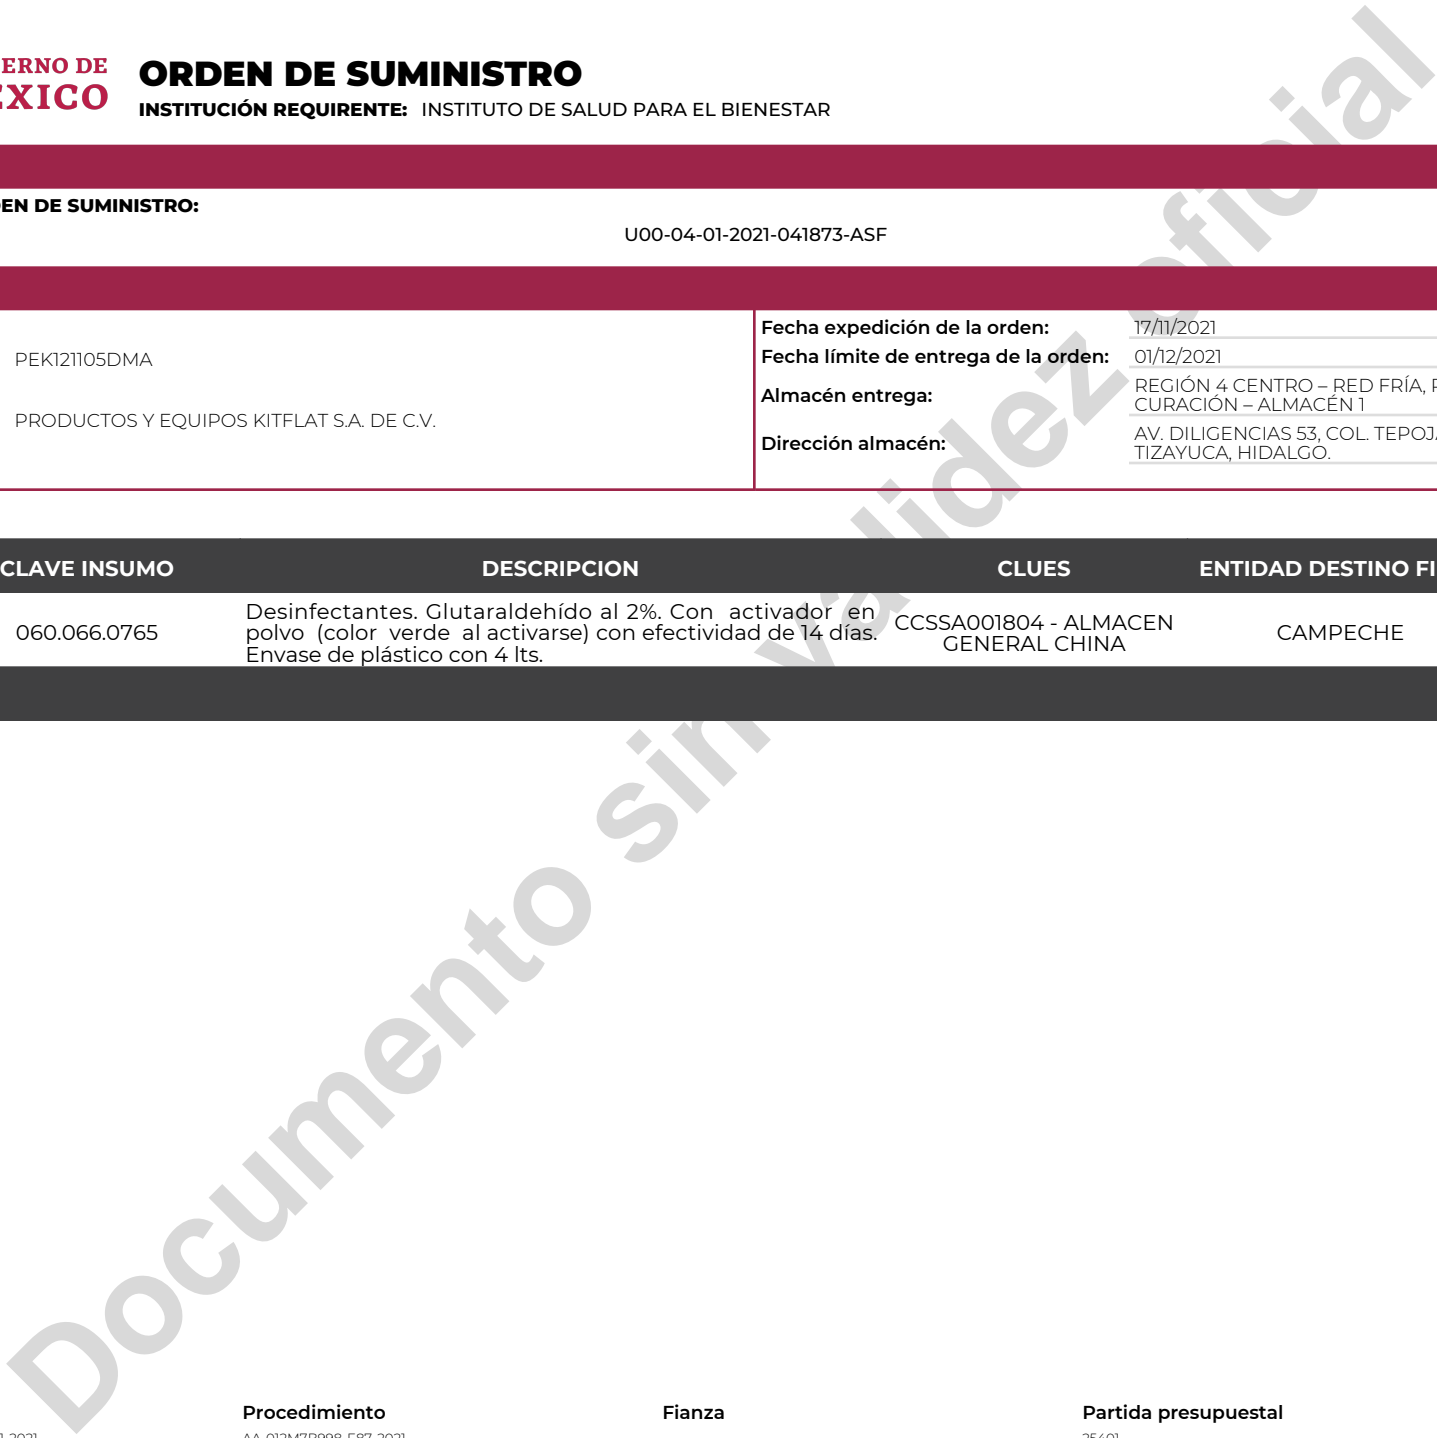 ERNO DE
EXICO
ORDEN DE SUMINISTRO
INSTITUCIÓN REQUIRENTE: INSTITUTO DE SALUD PARA EL BIENESTAR
EN DE SUMINISTRO:
U00-04-01-2021-041873-ASF
PEK121105DMA
PRODUCTOS Y EQUIPOS KITFLAT S.A. DE C.V.
Fecha expedición de la orden: 17/11/2021
Fecha límite de entrega de la orden: 01/12/2021
Almacén entrega: REGIÓN 4 CENTRO – RED FRÍA,
CURACIÓN – ALMACÉN 1
Dirección almacén: AV. DILIGENCIAS 53, COL. TEPOJ
TIZAYUCA, HIDALGO.
CLAVE INSUMO DESCRIPCION CLUES ENTIDAD DESTINO FI
060.066.0765
Desinfectantes. Glutaraldehído al 2%. Con activador en
polvo (color verde al activarse) con efectividad de 14 días.
Envase de plástico con 4 lts.
CCSSA001804 - ALMACEN
GENERAL CHINA
CAMPECHE
Documento sin validez oficial
Procedimiento Fianza Partida presupuestal